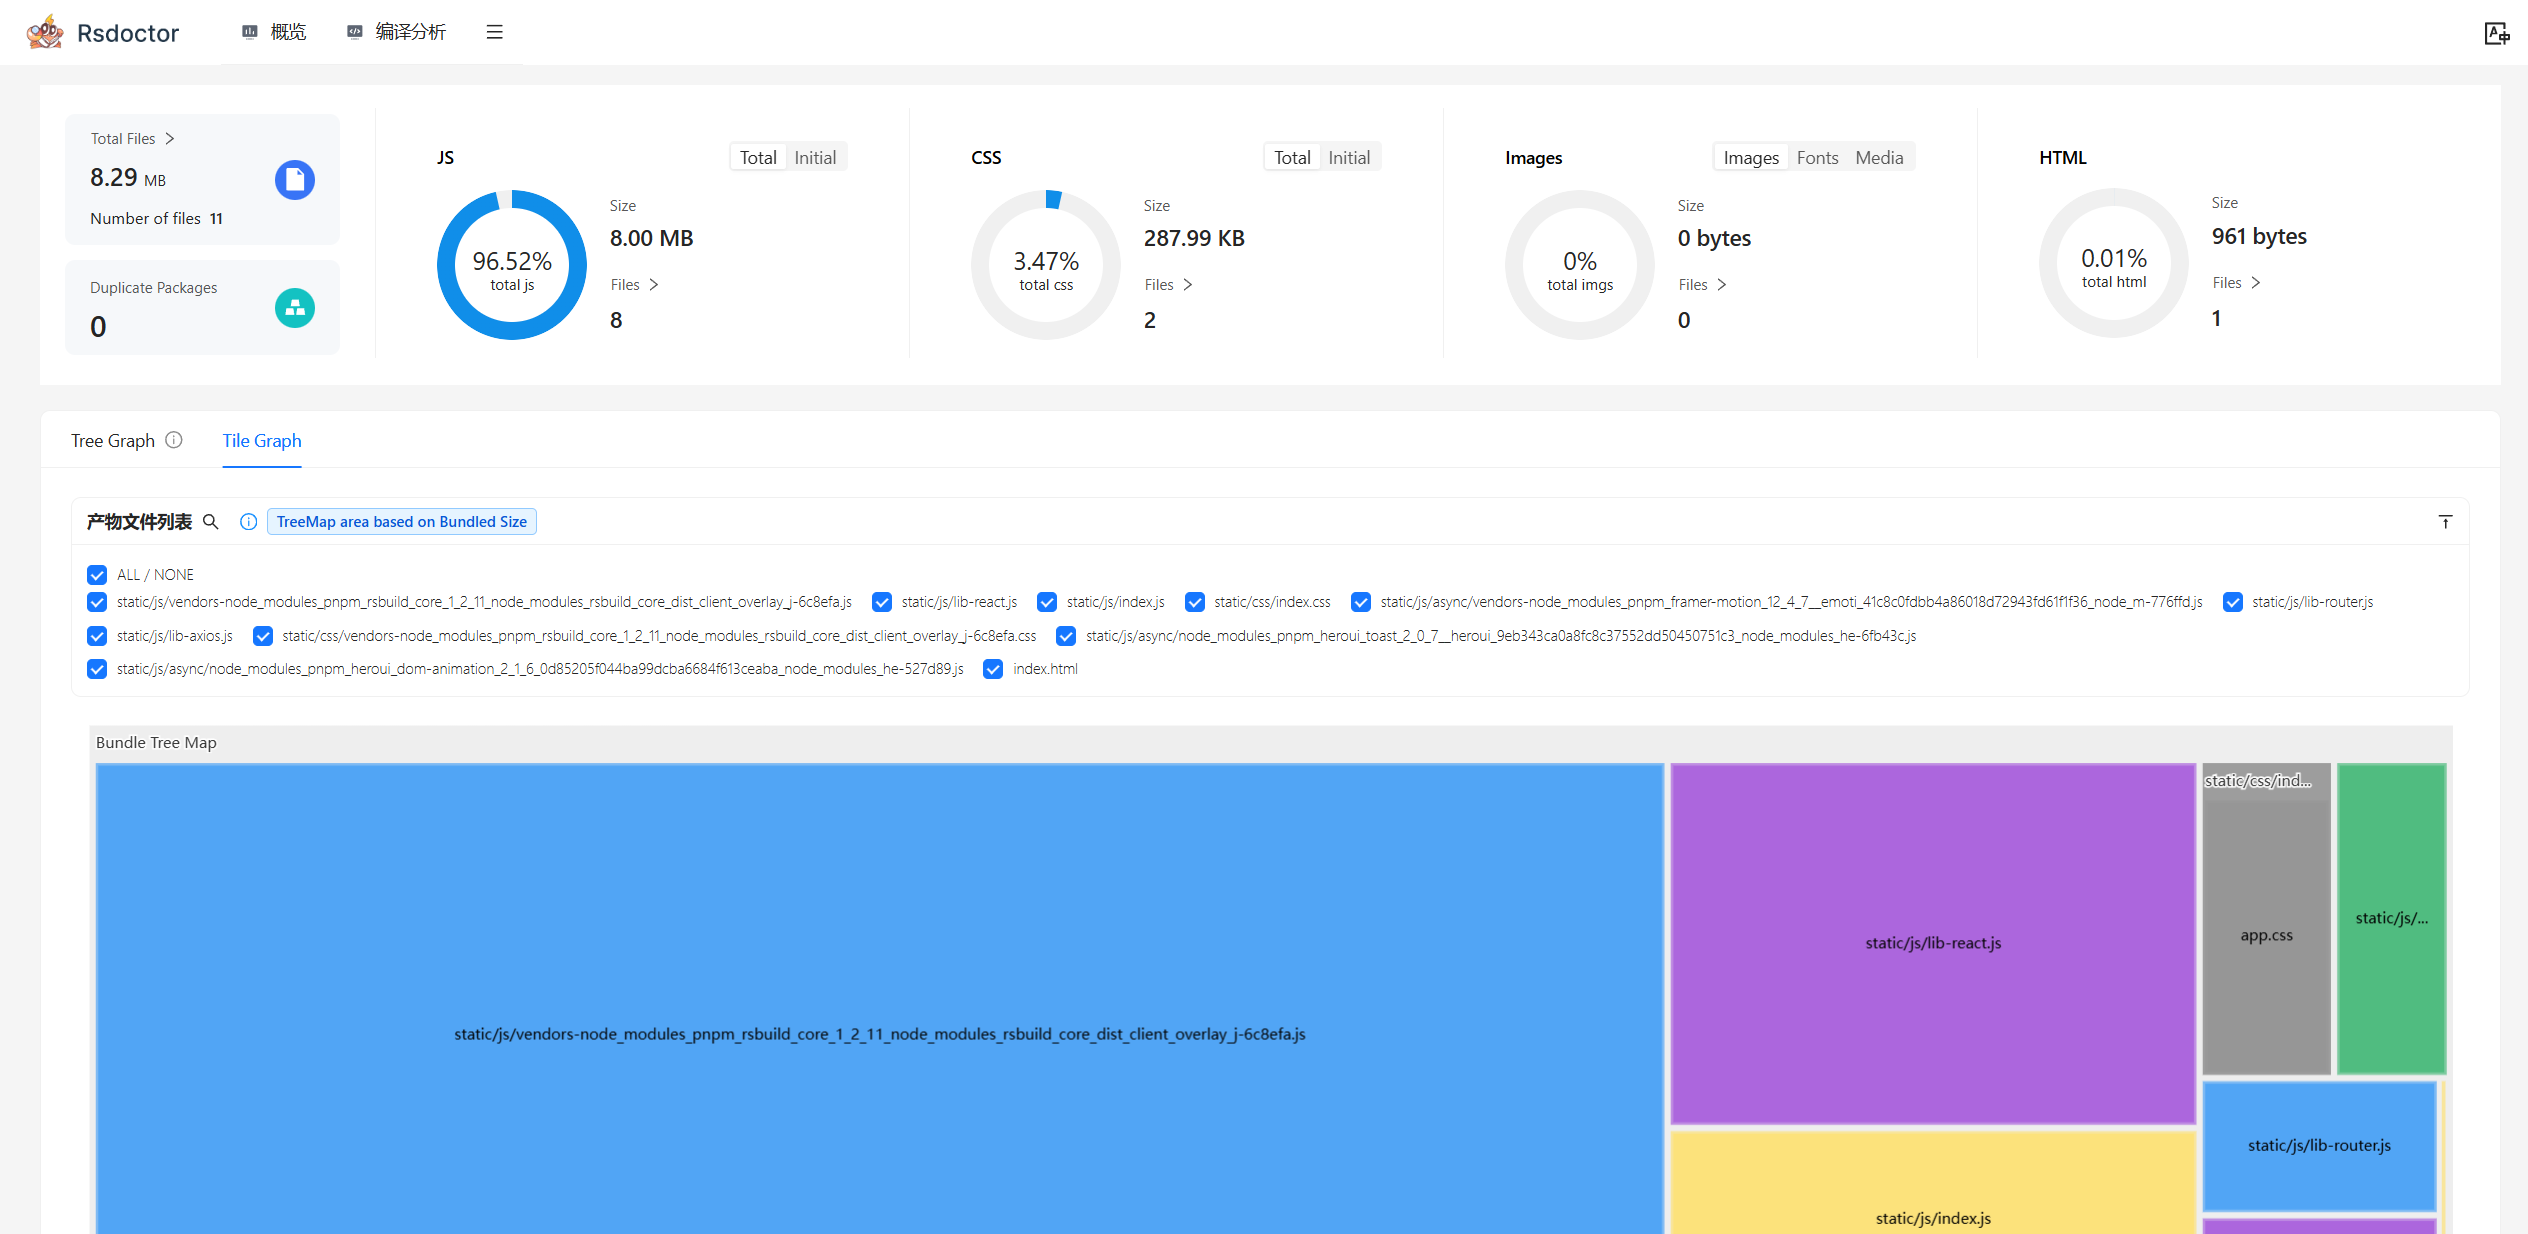 Rsdoctor
概览
编译分析
Total Files
8.29 MB
Number of files 11
Duplicate Packages
0
JS
Total Initial
96.52%
total js
Size
8.00 MB
Files
8
CSS
Total Initial
3.47%
total css
Size
287.99 KB
Files
2
Images
Images Fonts Media
0%
total imgs
Size
0 bytes
Files
0
HTML
0.01%
total html
Size
961 bytes
Files
1
Tree Graph
Tile Graph
产物文件列表
TreeMap area based on Bundled Size
ALL / NONE
static/js/vendors-node_modules_pnpm_rsbuild_core_1_2_11_node_modules_rsbuild_core_dist_client_overlay_j-6c8efa.js static/js/lib-react.js static/js/index.js static/css/index.css static/js/async/vendors-node_modules_pnpm_framer-motion_12_4_7__emoti_41c8c0fdbb4a86018d72943fd61f1f36_node_m-776ffd.js static/js/lib-router.js
static/js/lib-axios.js static/css/vendors-node_modules_pnpm_rsbuild_core_1_2_11_node_modules_rsbuild_core_dist_client_overlay_j-6c8efa.css static/js/async/node_modules_pnpm_heroui_toast_2_0_7__heroui_9eb343ca0a8fc8c37552dd50450751c3_node_modules_he-6fb43c.js
static/js/async/node_modules_pnpm_heroui_dom-animation_2_1_6_0d85205f044ba99dcba6684f613ceaba_node_modules_he-527d89.js index.html
Bundle Tree Map
static/js/vendors-node_modules_pnpm_rsbuild_core_1_2_11_node_modules_rsbuild_core_dist_client_overlay_j-6c8efa.js
static/js/lib-react.js
static/js/index.js
static/css/ind...
app.css
static/js/...
static/js/lib-router.js